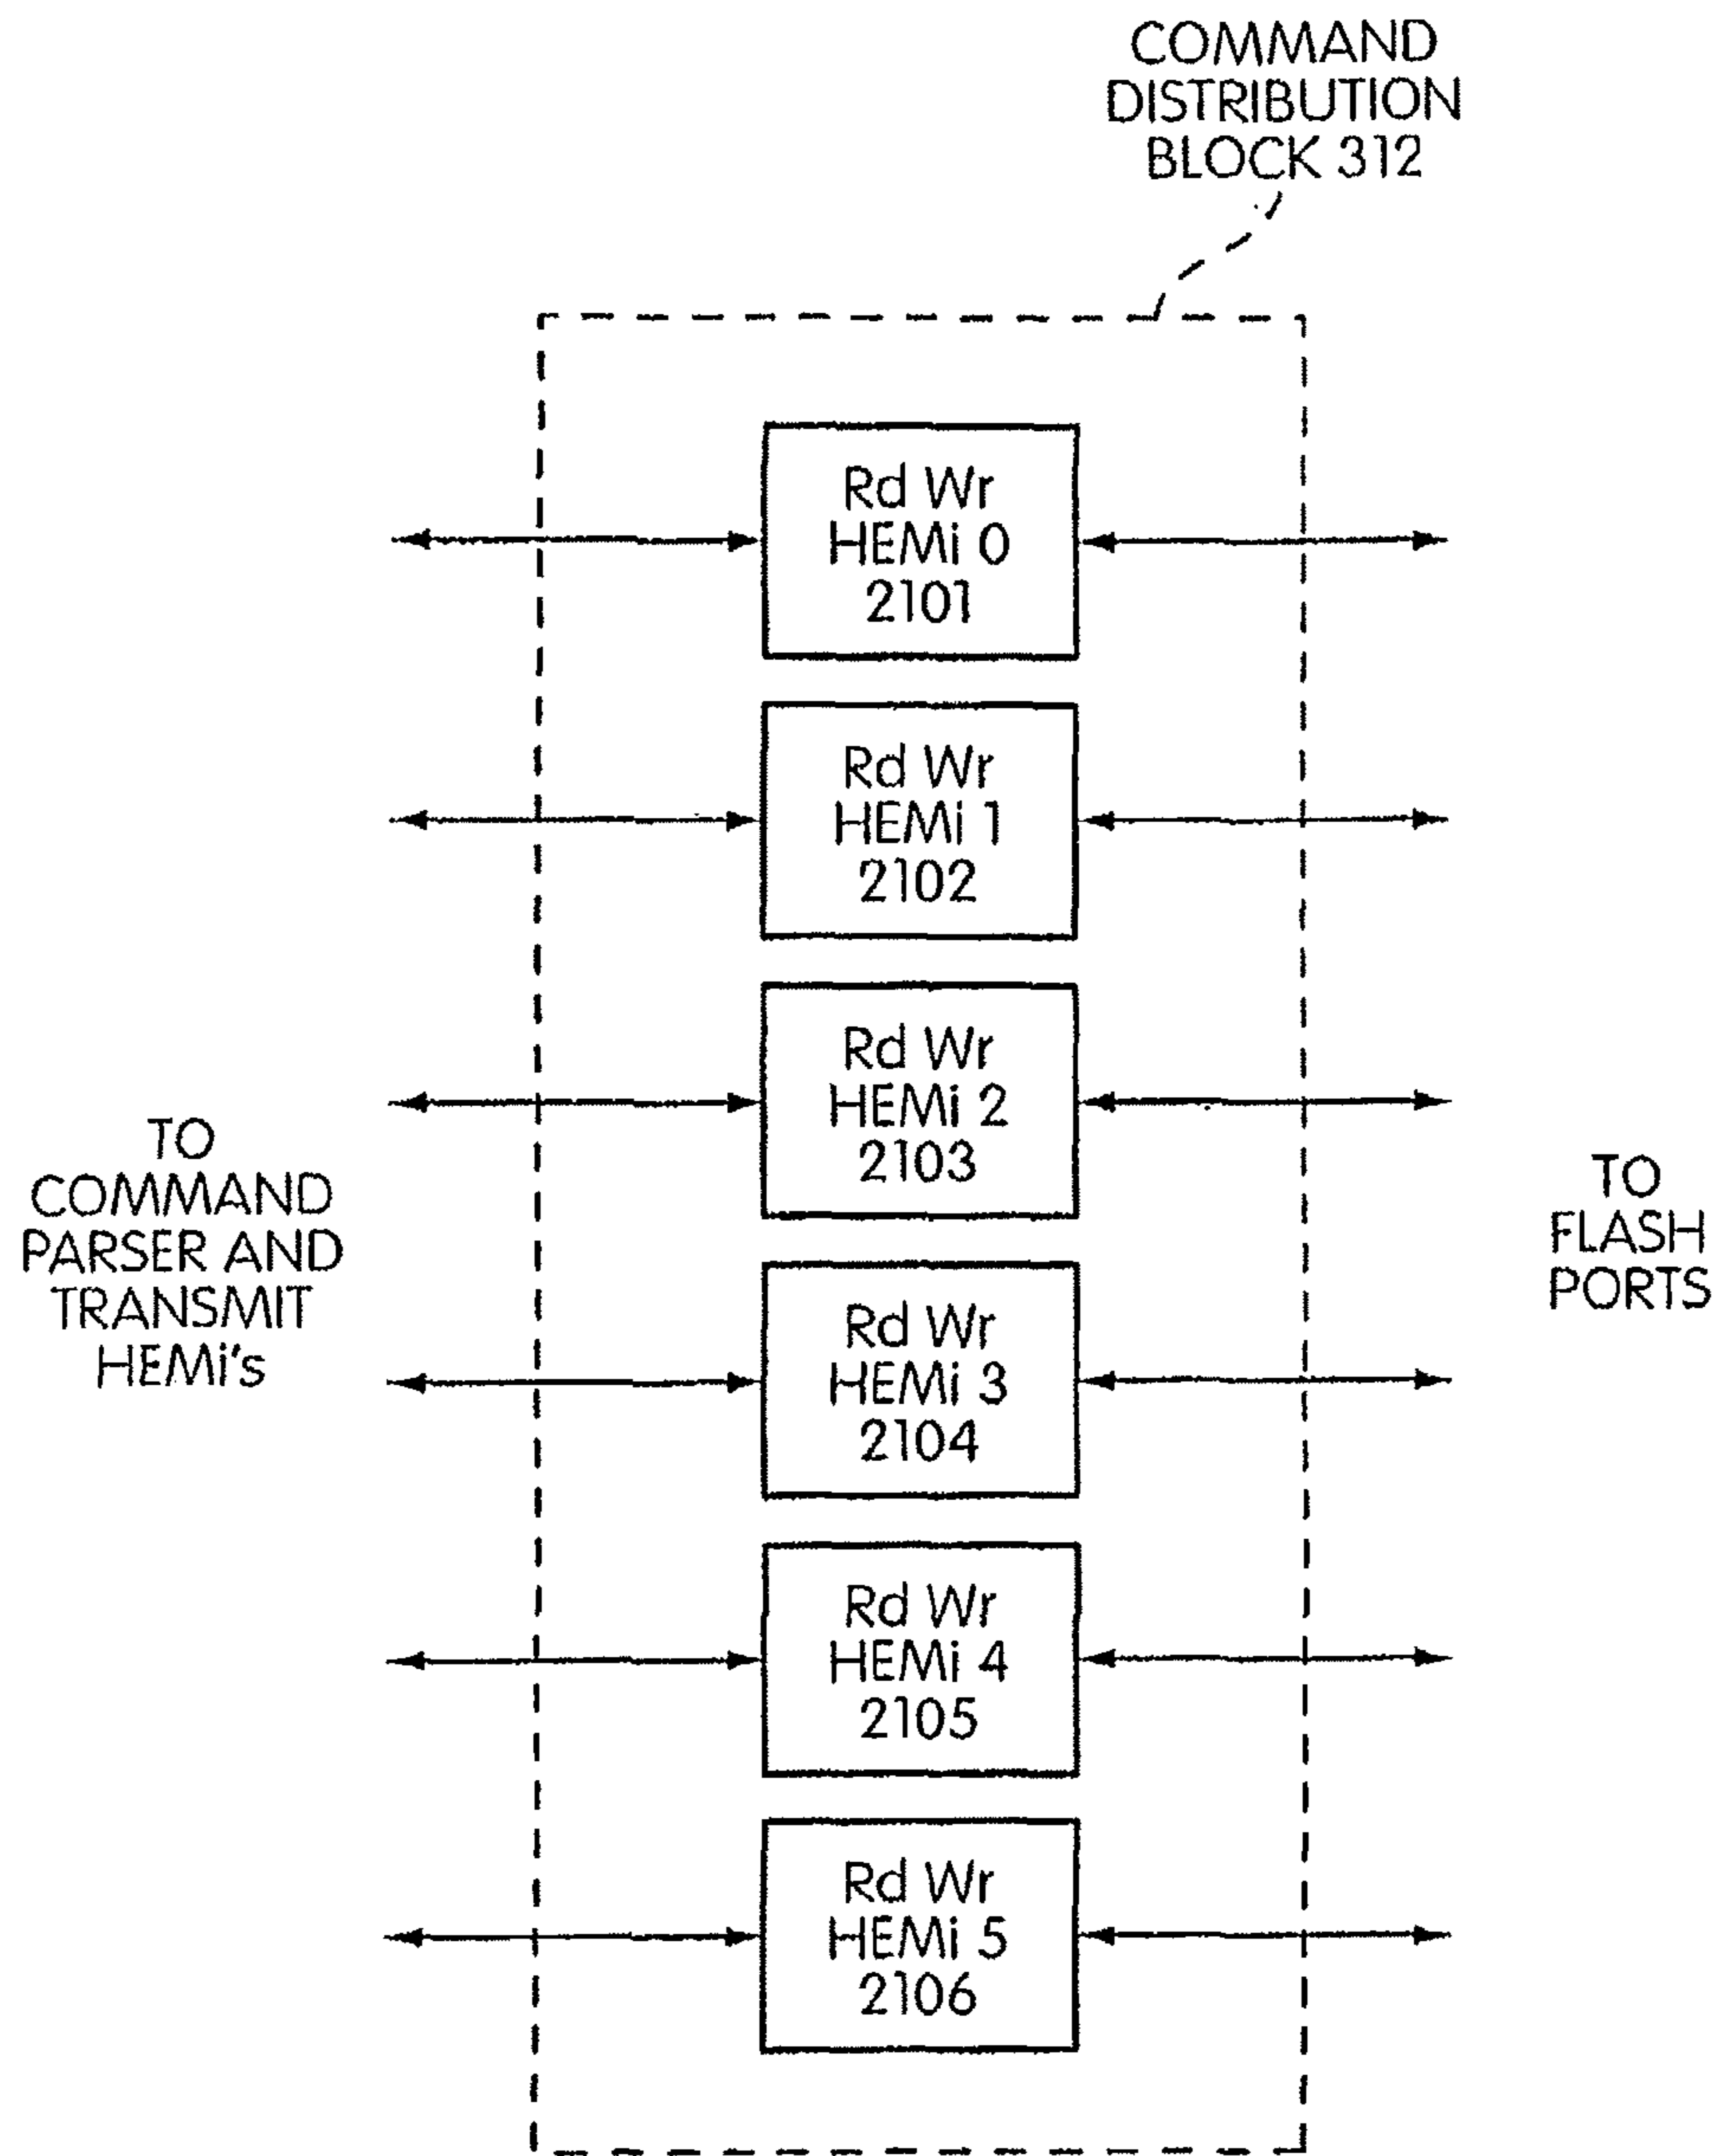 COMMAND
DISTRIBUTION
BLOCK 312
Rd Wr
HEMi 0
2101
Rd Wr
HEMi 1
2102
Rd Wr
HEMi 2
2103
Rd Wr
HEMi 3
2104
Rd Wr
HEMi 4
2105
Rd Wr
HEMi 5
2106
TO
COMMAND
PARSER AND
TRANSMIT
HEMi's
TO
FLASH
PORTS